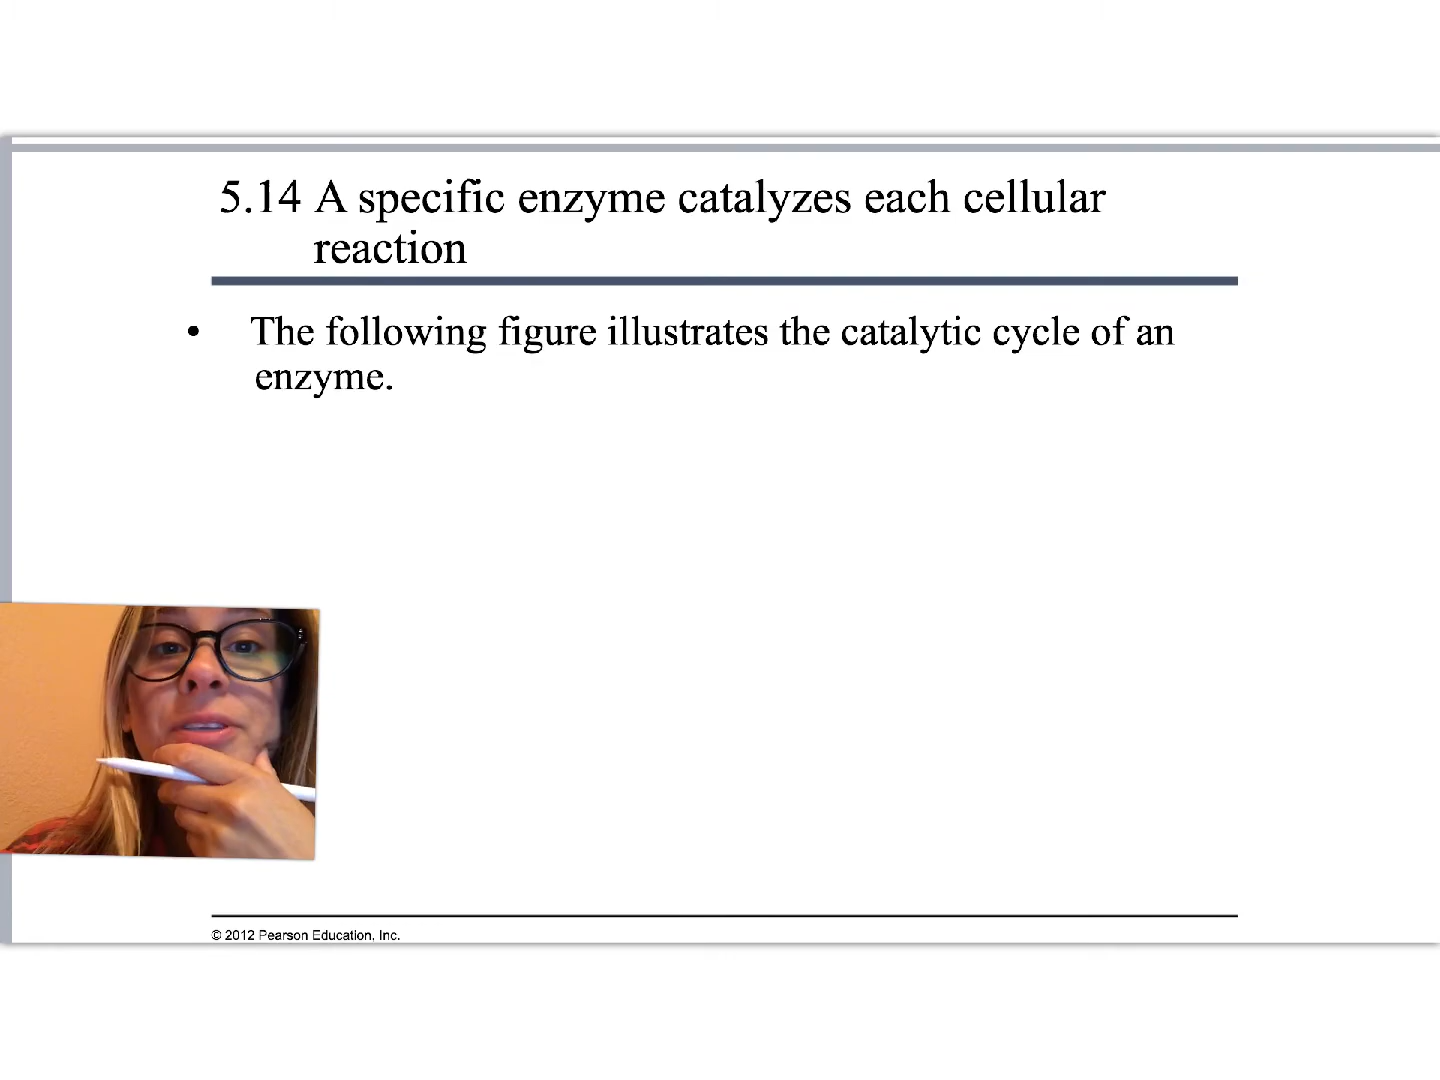 5.14 A specific enzyme catalyzes each cellular
reaction
• The following figure illustrates the catalytic cycle of an
enzyme.
© 2012 Pearson Education, Inc.